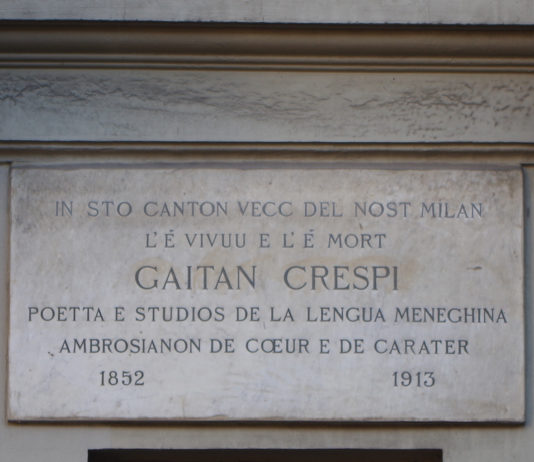 IN STO CANTON VECC DEL NOST MILAN
L'É VIVUU E L'É MORT
GAITAN CRESPI
POETTA E STUDIOS DE LA LENGUA MENEGHINA
AMBROSIANON DE CŒUR E DE CARATER
1852 1913